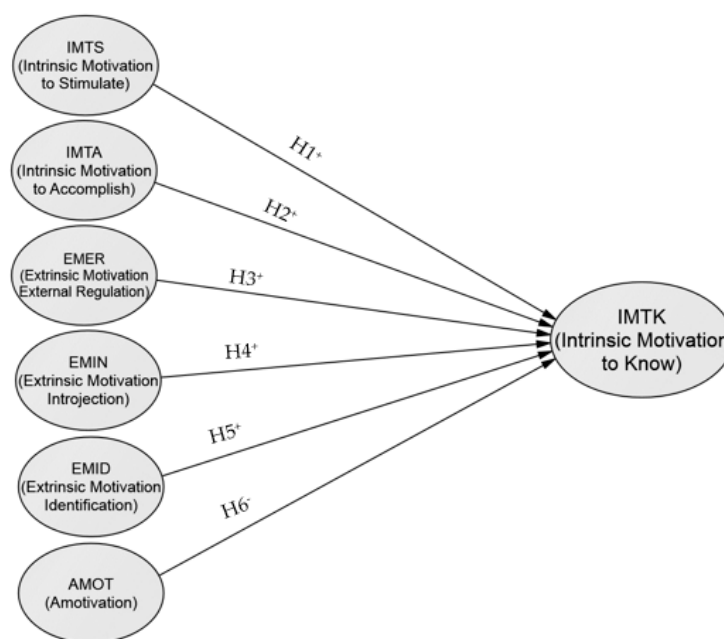 IMTS
(Intrinsic Motivation
to Stimulate)
IMTA
(Intrinsic Motivation
to Accomplish)
EMER
(Extrinsic Motivation
External Regulation)
EMIN
(Extrinsic Motivation
Introjection)
EMID
(Extrinsic Motivation
Identification)
AMOT
(Amotivation)
H1⁺
H2⁺
H3⁺
H4⁺
H5⁺
H6⁻
IMTK
(Intrinsic Motivation
to Know)